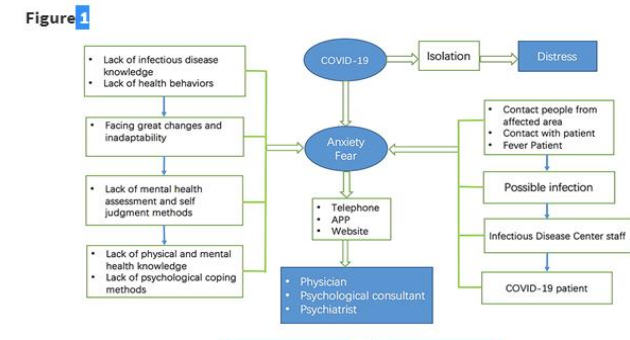 Figure 1
• Lack of infectious disease
knowledge
• Lack of health behaviors
• Facing great changes and
inadaptability
• Lack of mental health
assessment and self
judgment methods
• Lack of physical and mental
health knowledge
• Lack of psychological coping
methods
COVID-19
Isolation
Distress
Anxiety
Fear
• Telephone
• APP
• Website
• Physician
• Psychological consultant
• Psychiatrist
• Contact people from
affected area
• Contact with patient
• Fever Patient
Possible infection
Infectious Disease Center staff
COVID-19 patient